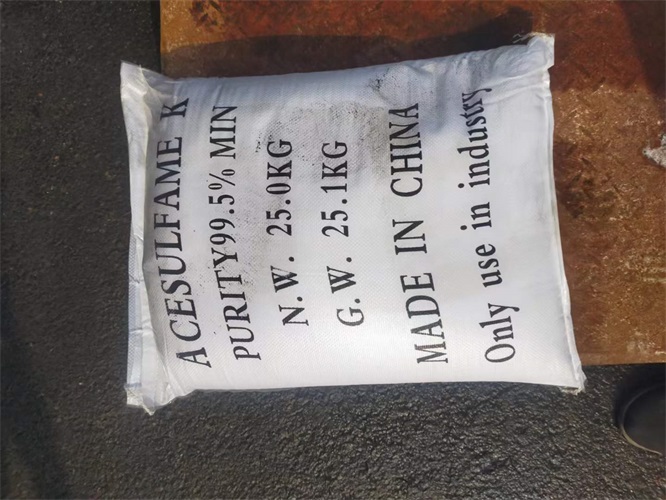 ACESULFAME K
PURITY99.5% MIN
N.W. 25.0KG
G.W. 25.1KG
MADE IN CHINA
Only use in industry